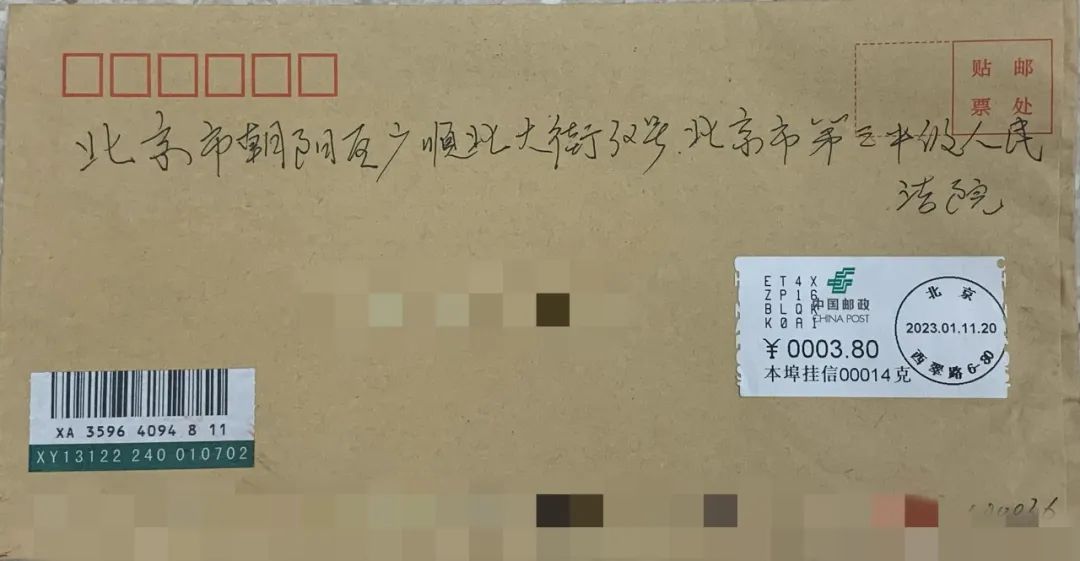 贴 邮
票 处
北京市朝阳区广顺北大街32号.北京市第三中级人民
法院
ET4X
ZP16
BLQK
K0AI
中国邮政
CHINA POST
¥0003.80
本埠挂信00014克
北京
2023.01.11.20
西翠路6-80
XA 3596 4094 8 11
XY13122 240 010702